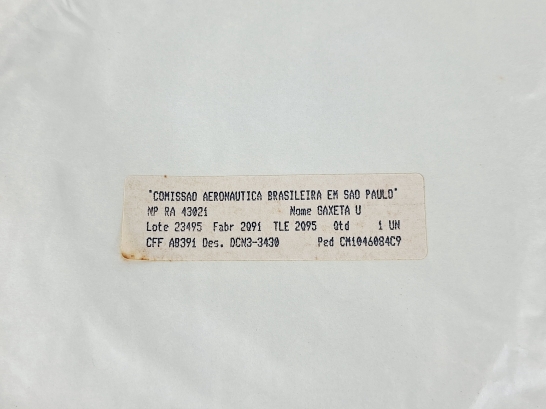 "COMISSAO AERONAUTICA BRASILEIRA EM SAO PAULO"
NP RA 43021 Nome GAXETA U
Lote 23495 Fabr 2091 TLE 2095 Qtd 1 UN
CFF AB391 Des. DCN3-3430 Ped CM1046084C9